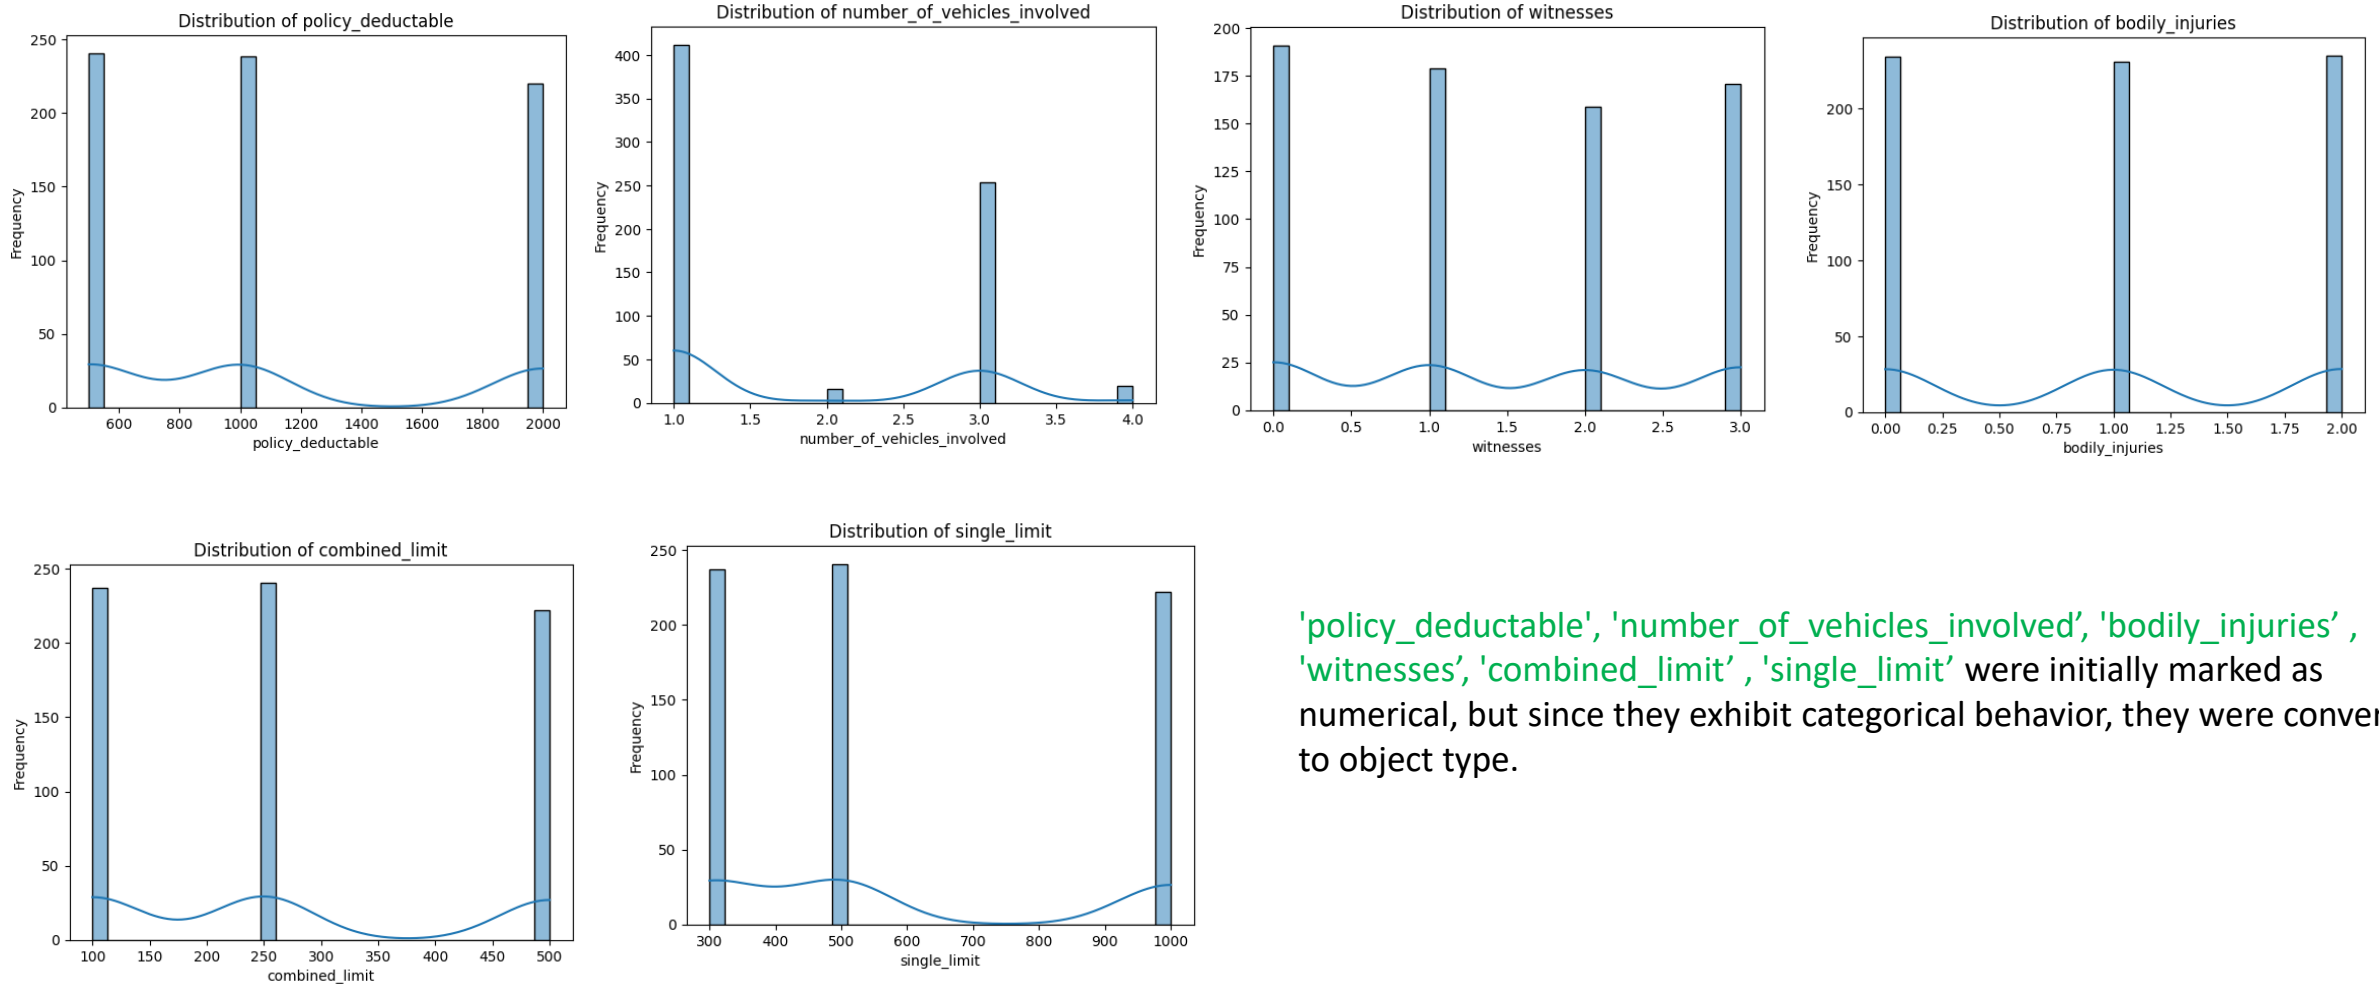 Distribution of policy_deductable
250
200
150
100
50
0
Frequency
600 800 1000 1200 1400 1600 1800 2000
policy_deductable
Distribution of number_of_vehicles_involved
400
350
300
250
200
150
100
50
0
Frequency
1.0 1.5 2.0 2.5 3.0 3.5 4.0
number_of_vehicles_involved
Distribution of witnesses
200
175
150
125
100
75
50
25
0
Frequency
0.0 0.5 1.0 1.5 2.0 2.5 3.0
witnesses
Distribution of bodily_injuries
200
150
100
50
0
Frequency
0.00 0.25 0.50 0.75 1.00 1.25 1.50 1.75 2.00
bodily_injuries
Distribution of combined_limit
250
200
150
100
50
0
Frequency
100 150 200 250 300 350 400 450 500
combined_limit
Distribution of single_limit
250
200
150
100
50
0
Frequency
300 400 500 600 700 800 900 1000
single_limit
'policy_deductable', 'number_of_vehicles_involved’, 'bodily_injuries’ ,
'witnesses’, 'combined_limit’ , 'single_limit’ were initially marked as
numerical, but since they exhibit categorical behavior, they were conver
to object type.